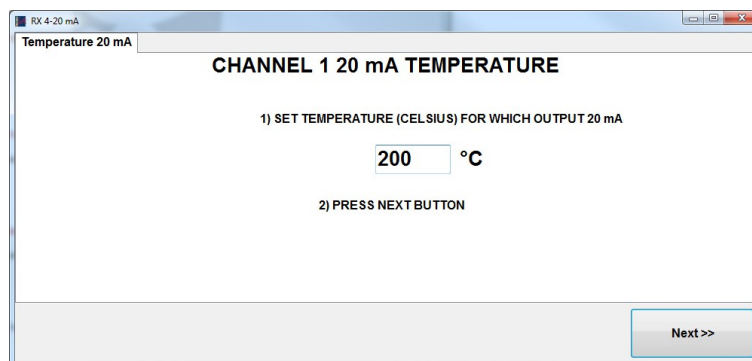 RX 4-20 mA
Temperature 20 mA
CHANNEL 1 20 mA TEMPERATURE
1) SET TEMPERATURE (CELSIUS) FOR WHICH OUTPUT 20 mA
200 °C
2) PRESS NEXT BUTTON
Next >>